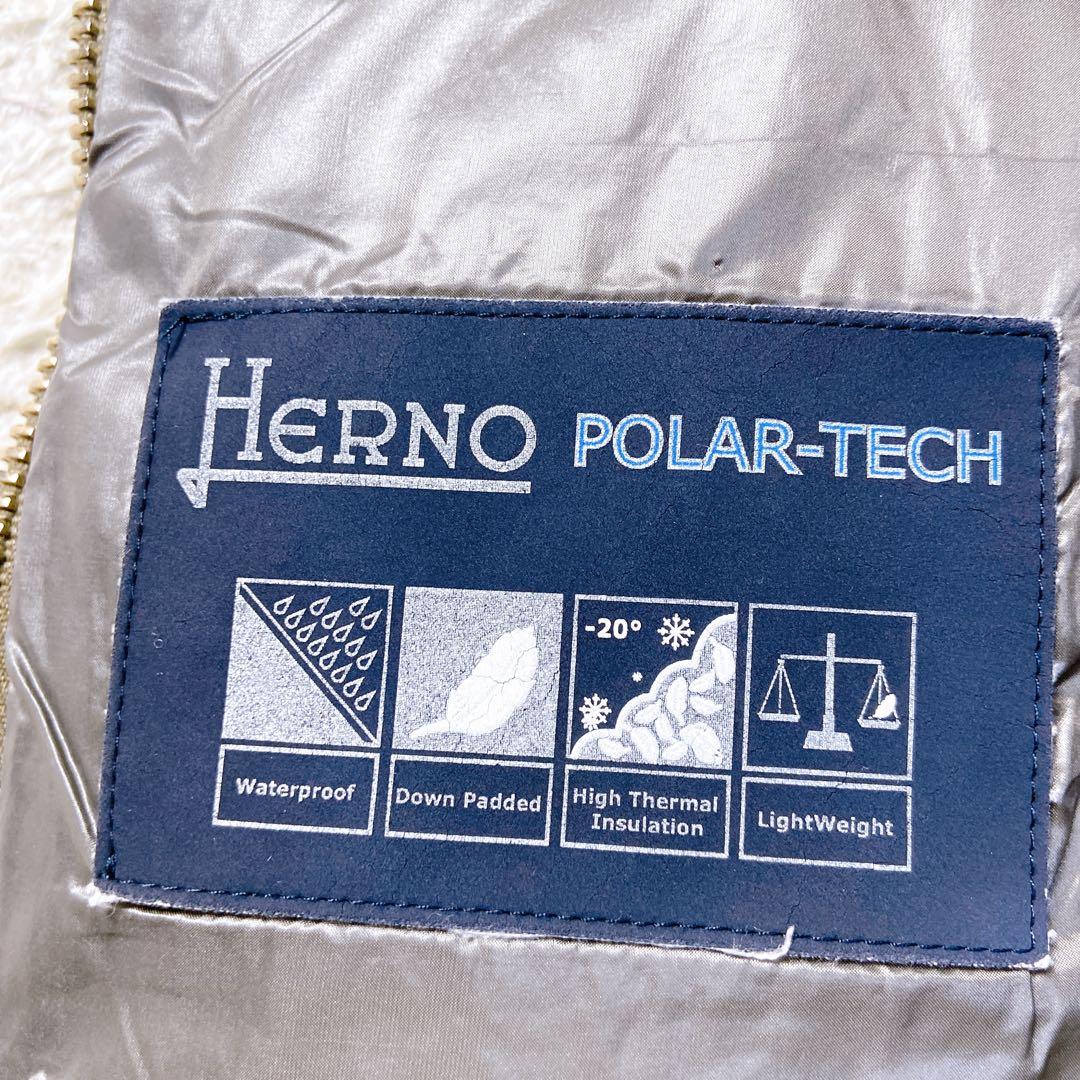 HERNO POLAR-TECH
-20°
Waterproof
Down Padded
High Thermal
Insulation
LightWeight